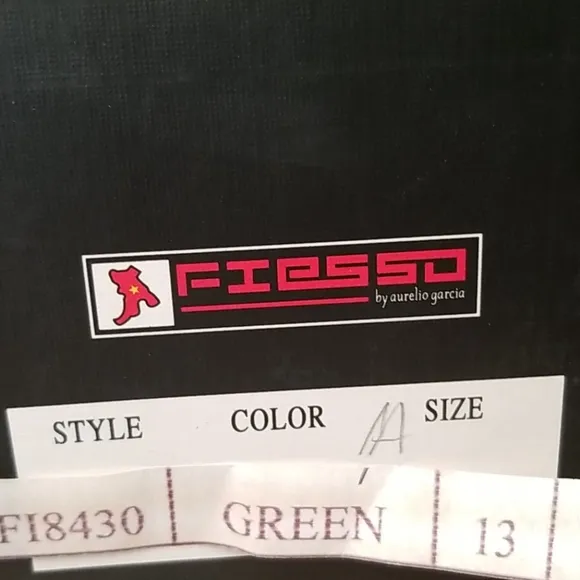 FIESSO
by aurelio garcia
STYLE COLOR SIZE
FI8430 GREEN 13